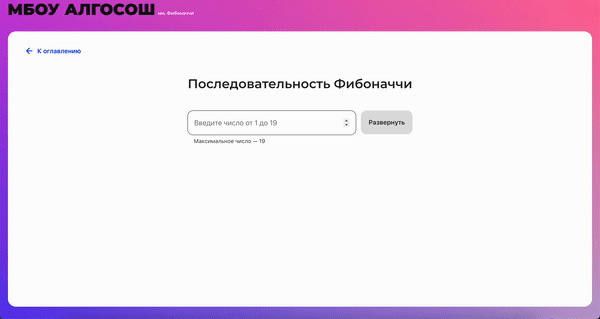 МБОУ АЛГОСОШ им. Фибоначчи
К оглавлению
Последовательность Фибоначчи
Введите число от 1 до 19
Развернуть
Максимальное число — 19